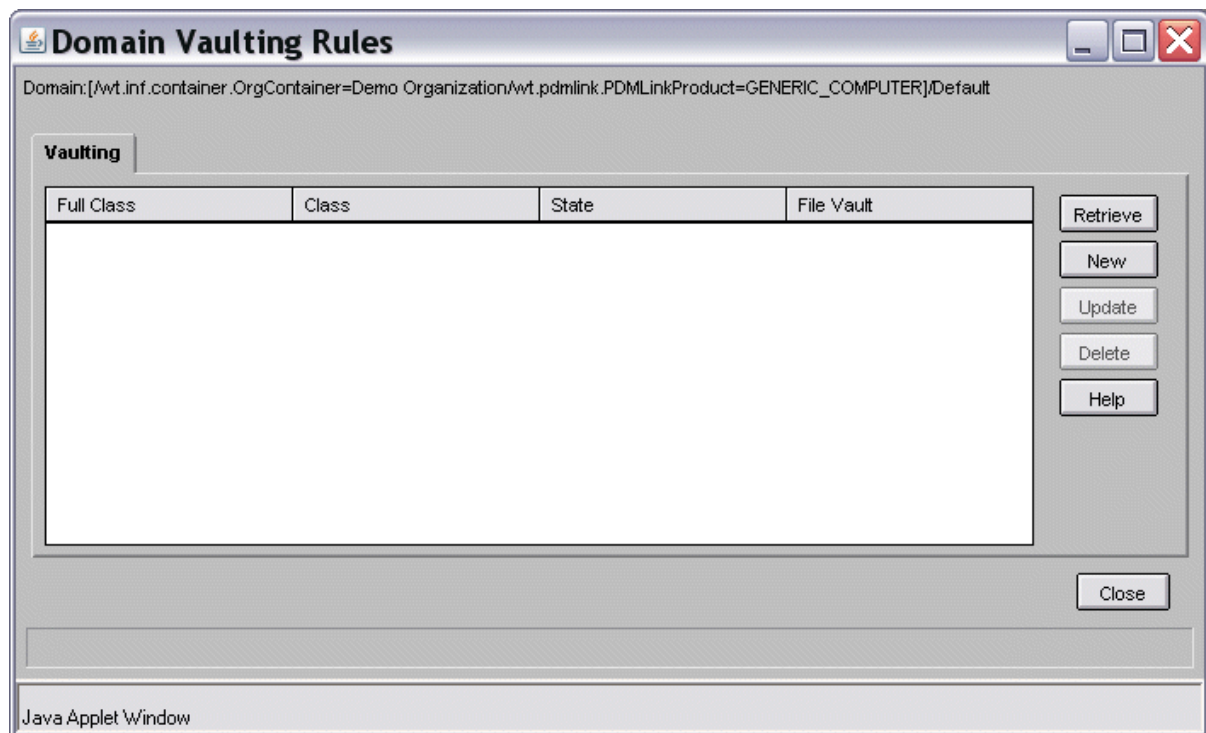 Domain Vaulting Rules
Domain:[/wt.inf.container.OrgContainer=Demo Organization/wt.pdmlink.PDMLinkProduct=GENERIC_COMPUTER]/Default
Vaulting
Full Class Class State File Vault
Retrieve
New
Update
Delete
Help
Close
Java Applet Window